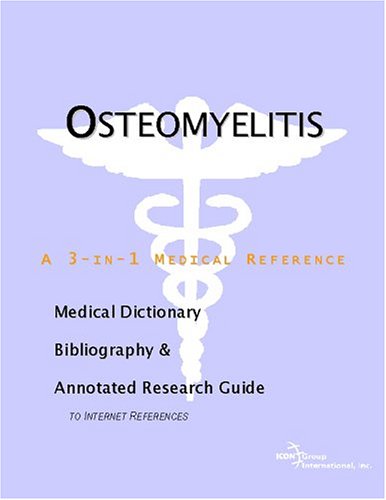 OSTEOMYELITIS
A 3-IN-1 MEDICAL REFERENCE
Medical Dictionary
Bibliography &
Annotated Research Guide
TO INTERNET REFERENCES
ICON Group
International, Inc.